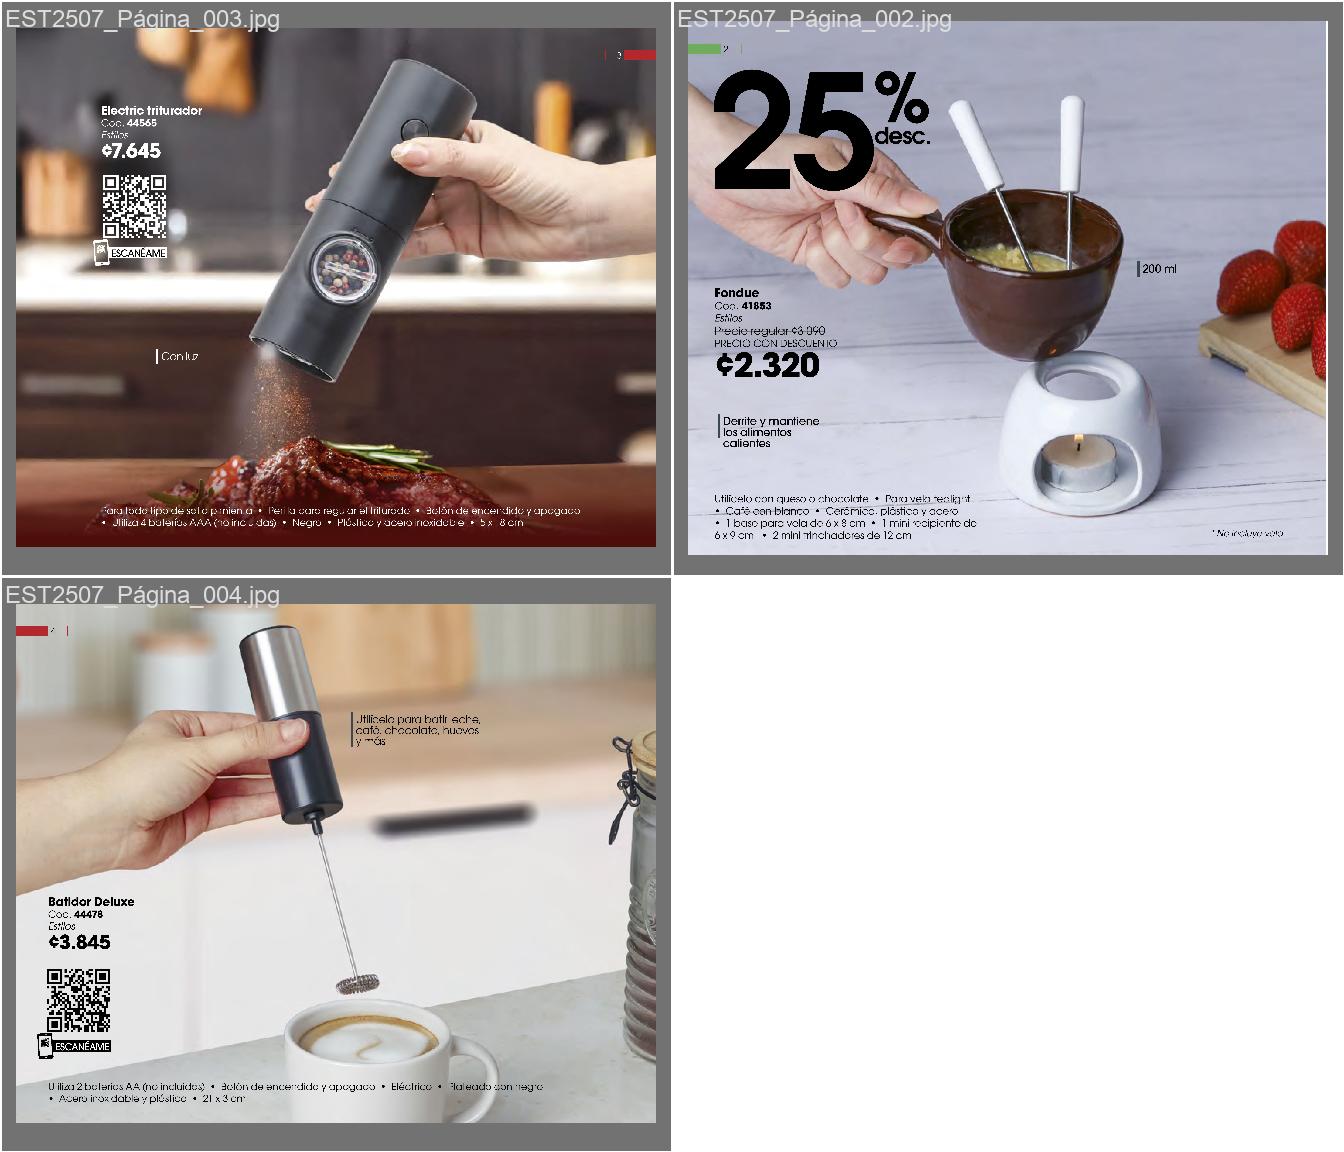 EST2507_Página_003.jpg
3
Electric triturador
Cod. 44565
Estilos
¢7.645
ESCANÉAME
Con luz
Para todo tipo de sal o pimienta • Perilla para regular el triturado • Botón de encendido y apagado
• Utiliza 4 baterías AAA (no incluidas) • Negro • Plástico y acero inoxidable • 5 x 18 cm
EST2507_Página_002.jpg
2
25%
desc.
200 ml
Fondue
Cod. 41853
Estilos
Precio regular ¢3.090
PRECIO CON DESCUENTO
¢2.320
Derrite y mantiene
los alimentos
calientes
Utilícelo con queso o chocolate • Para vela tealight
• Café con blanco • Cerámica, plástico y acero
• 1 base para vela de 6 x 8 cm • 1 mini recipiente de
6 x 9 cm • 2 mini trinchadores de 12 cm
* No incluye vela
EST2507_Página_004.jpg
4
Utilícelo para batir leche,
café, chocolate, huevos
y más
Batidor Deluxe
Cod. 44478
Estilos
¢3.845
ESCANÉAME
Utiliza 2 baterías AA (no incluidas) • Botón de encendido y apagado • Eléctrico • Plateado con negro
• Acero inoxidable y plástico • 21 x 3 cm